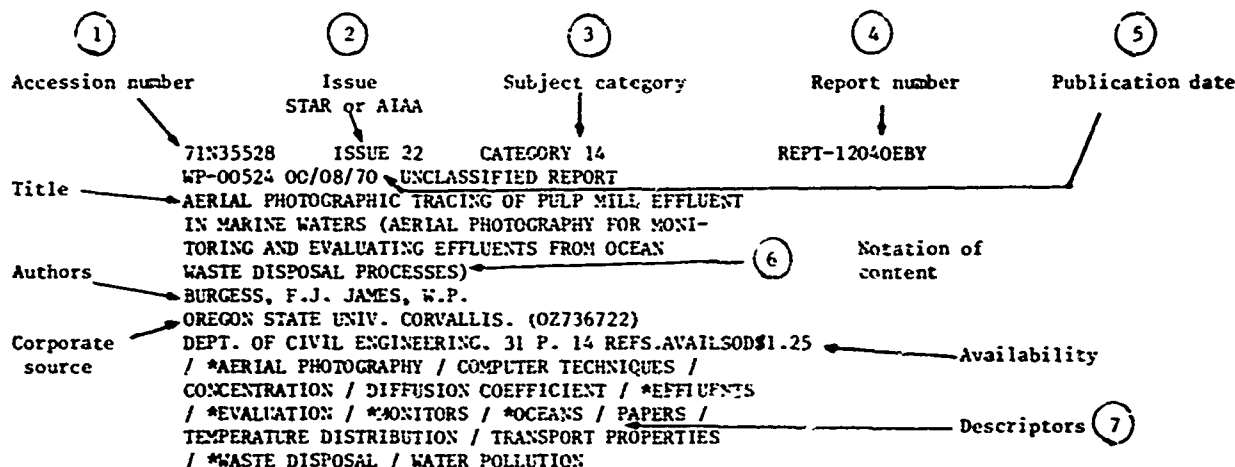 1 2 3 4 5
Accession number Issue Subject category Report number Publication date
STAR or AIAA
71N35528 ISSUE 22 CATEGORY 14 REPT-12040EBY
WP-00524 00/08/70 UNCLASSIFIED REPORT
Title AERIAL PHOTOGRAPHIC TRACING OF PULP MILL EFFLUENT
IN MARINE WATERS (AERIAL PHOTOGRAPHY FOR MONI-
TORING AND EVALUATING EFFLUENTS FROM OCEAN
WASTE DISPOSAL PROCESSES) 6 Notation of
content
Authors BURGESS, F.J. JAMES, W.P.
OREGON STATE UNIV. CORVALLIS. (OZ736722)
Corporate
source
DEPT. OF CIVIL ENGINEERING. 31 P. 14 REFS.AVAILSOD$1.25 Availability
/ *AERIAL PHOTOGRAPHY / COMPUTER TECHNIQUES /
CONCENTRATION / DIFFUSION COEFFICIENT / *EFFLUENTS
/ *EVALUATION / *MONITORS / *OCEANS / PAPERS /
TEMPERATURE DISTRIBUTION / TRANSPORT PROPERTIES Descriptors 7
/ *WASTE DISPOSAL / WATER POLLUTION